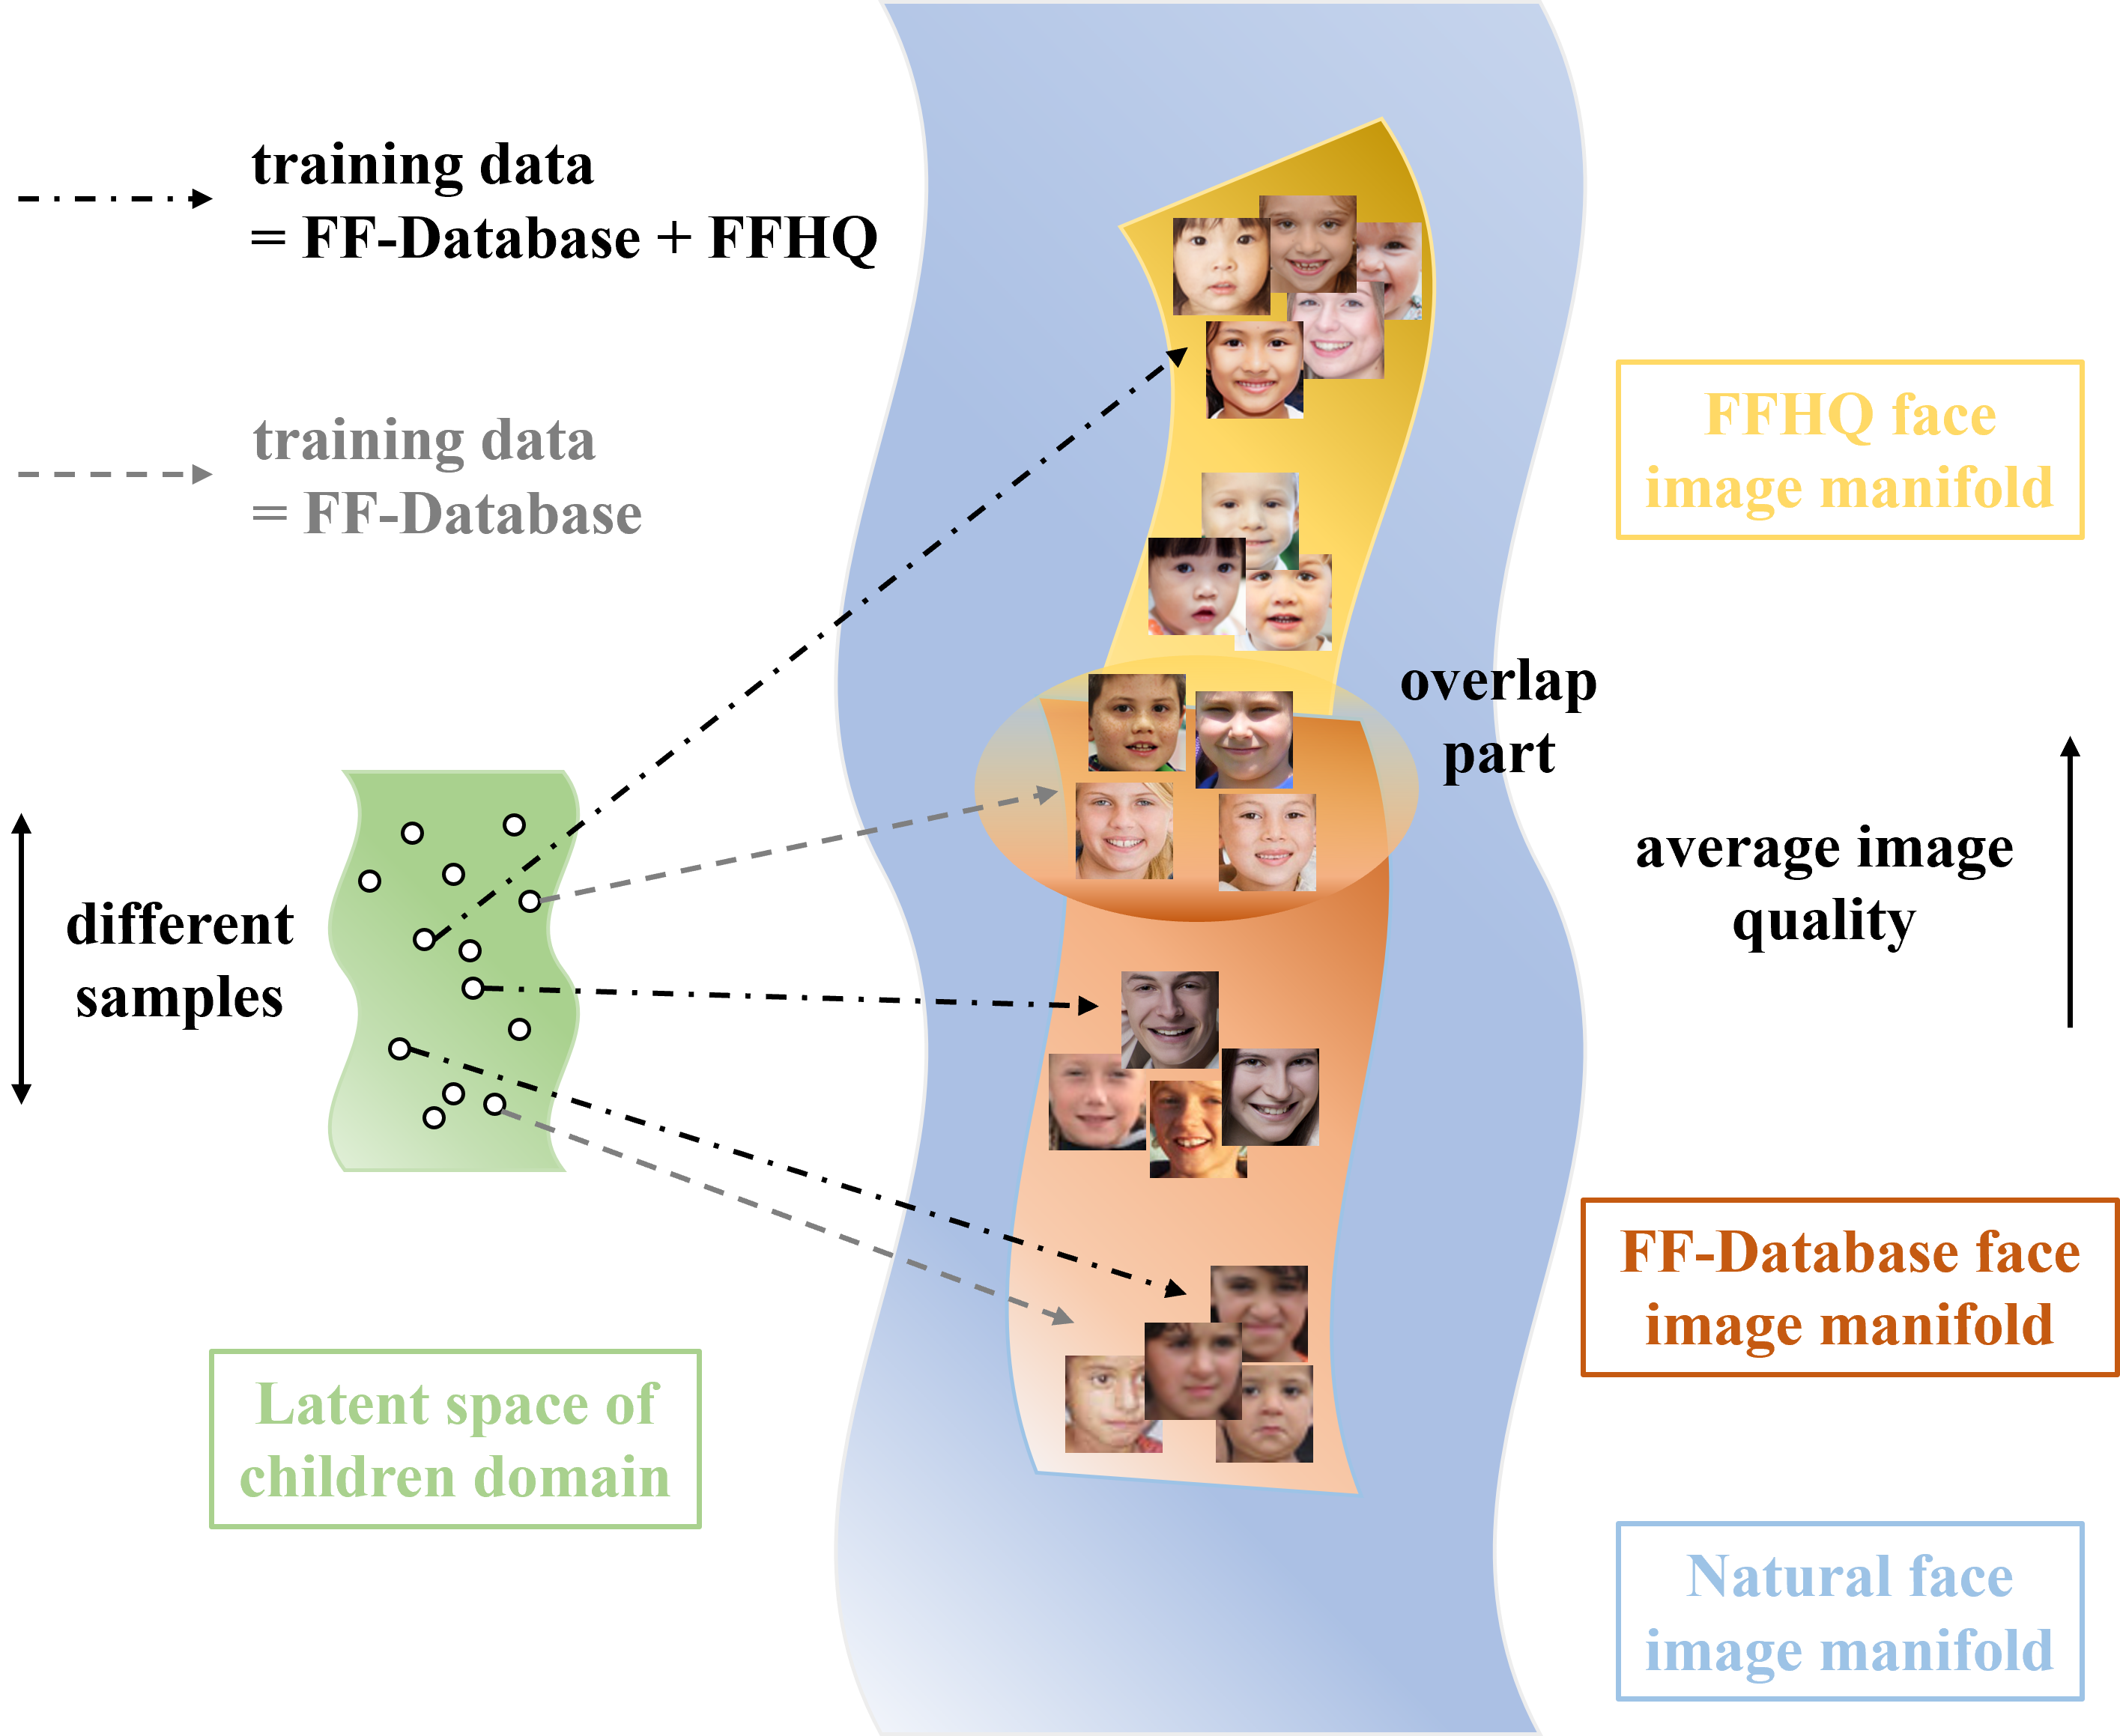 training data
= FF-Database + FFHQ
training data
= FF-Database
FFHQ face
image manifold
overlap
part
average image
quality
different
samples
FF-Database face
image manifold
Latent space of
children domain
Natural face
image manifold